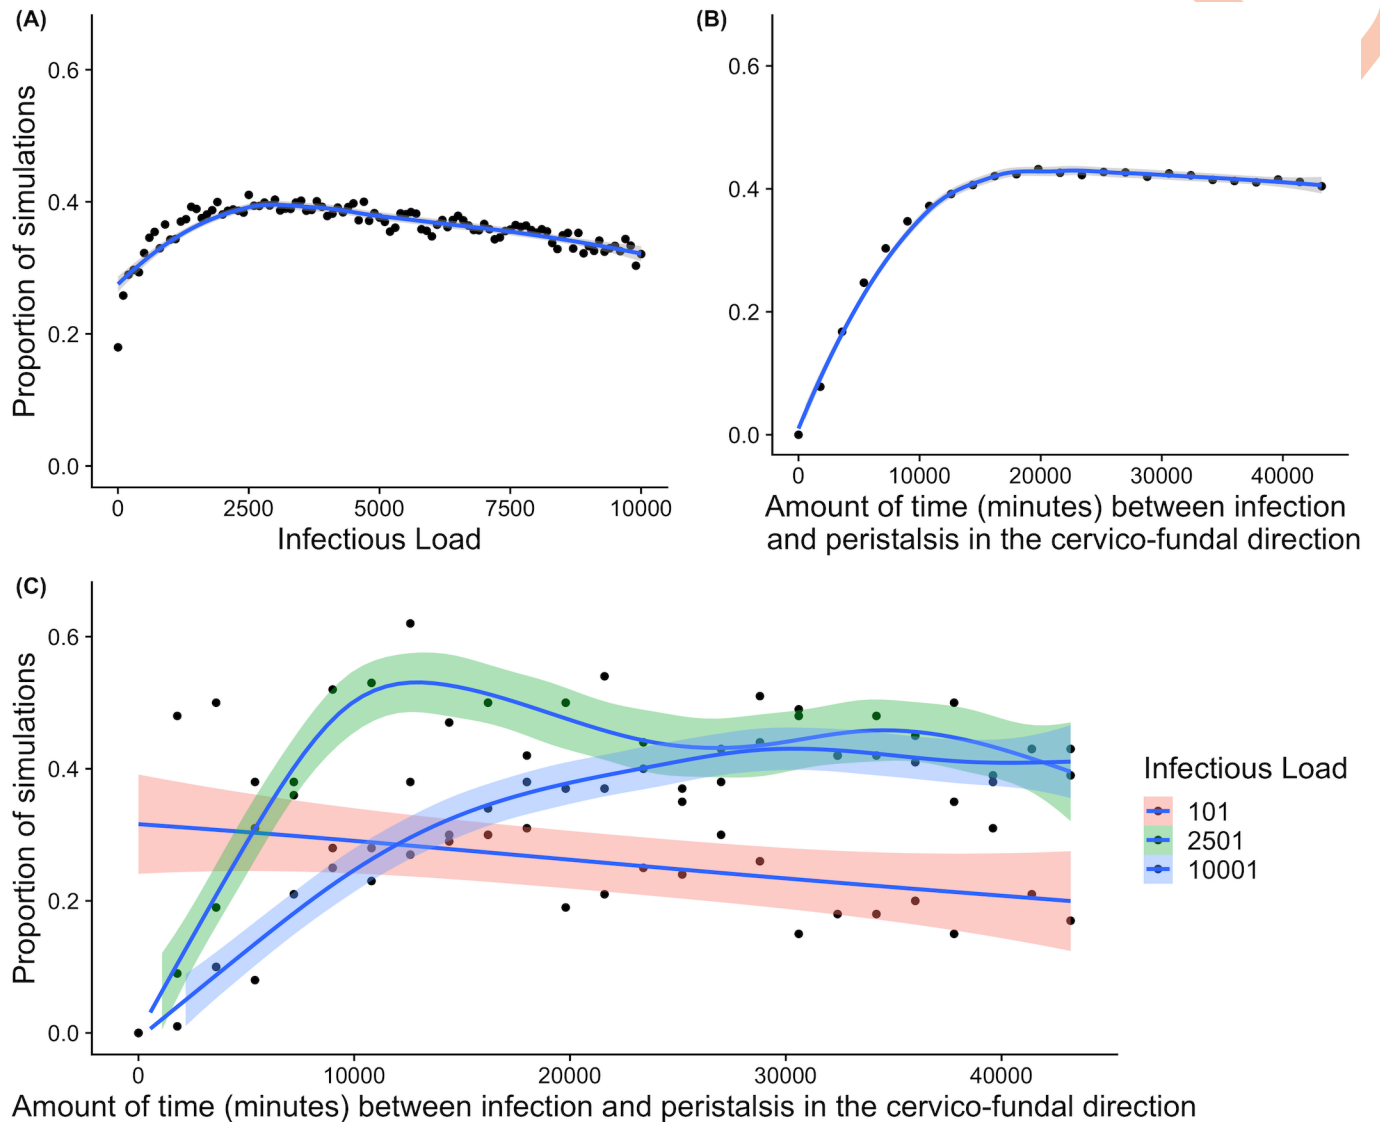 (A)
Proportion of simulations
0.6
0.4
0.2
0.0
0 2500 5000 7500 10000
Infectious Load
(B)
0.6
0.4
0.2
0.0
0 10000 20000 30000 40000
Amount of time (minutes) between infection
and peristalsis in the cervico-fundal direction
(C)
Proportion of simulations
0.6
0.4
0.2
0.0
0 10000 20000 30000 40000
Amount of time (minutes) between infection and peristalsis in the cervico-fundal direction
Infectious Load
101
2501
10001